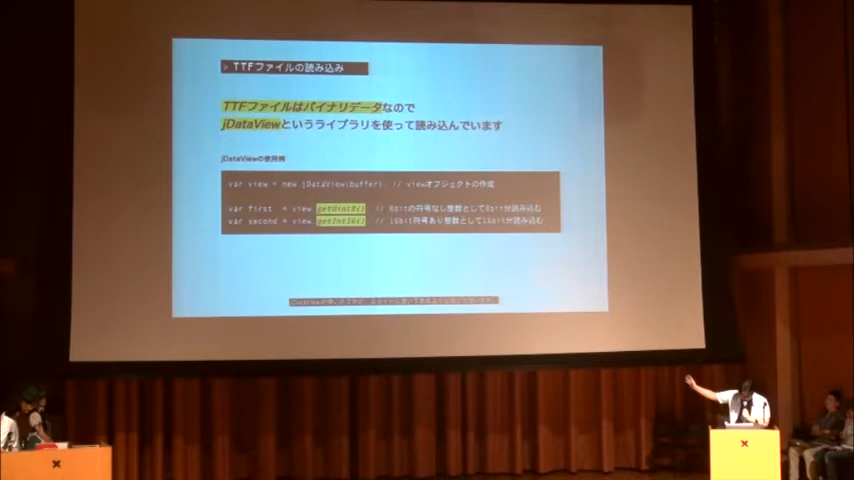 > TTFファイルの読み込み
TTFファイルはバイナリデータなので
jDataViewというライブラリを使って読み込んでいます
jDataViewの使用例
var view = new jDataView(buffer); // viewオブジェクトの作成
var first = view getUint8() // 8bitの符号なし整数として8bit分読み込む
var second = view getInt16() // 16bit符号あり整数として16bit分読み込む